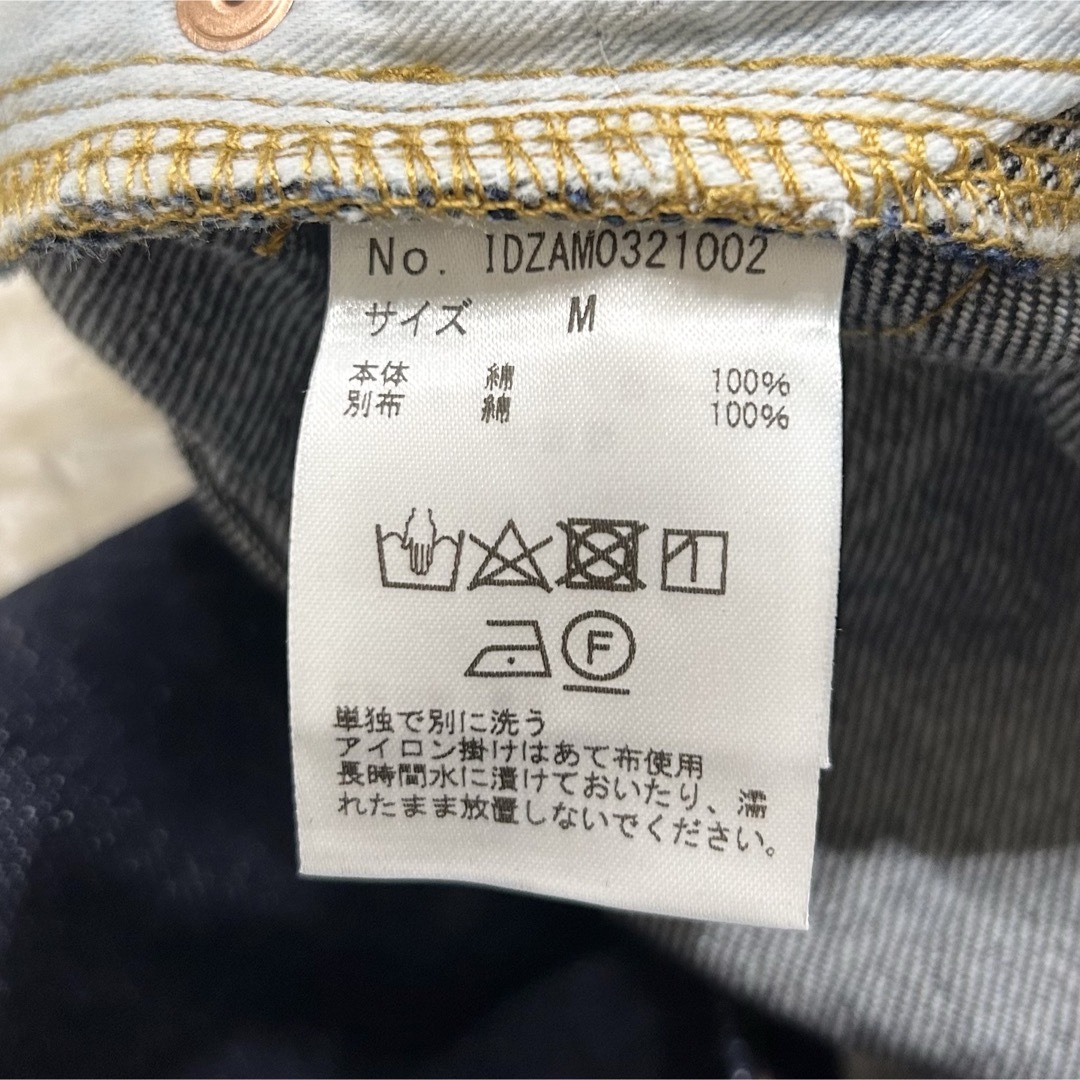 No. IDZAM0321002
サイズ M
本体 綿 100%
別布 綿 100%
F
単独で別に洗う
アイロン掛けはあて布使用
長時間水に漬けておいたり、濡
れたまま放置しないでください。